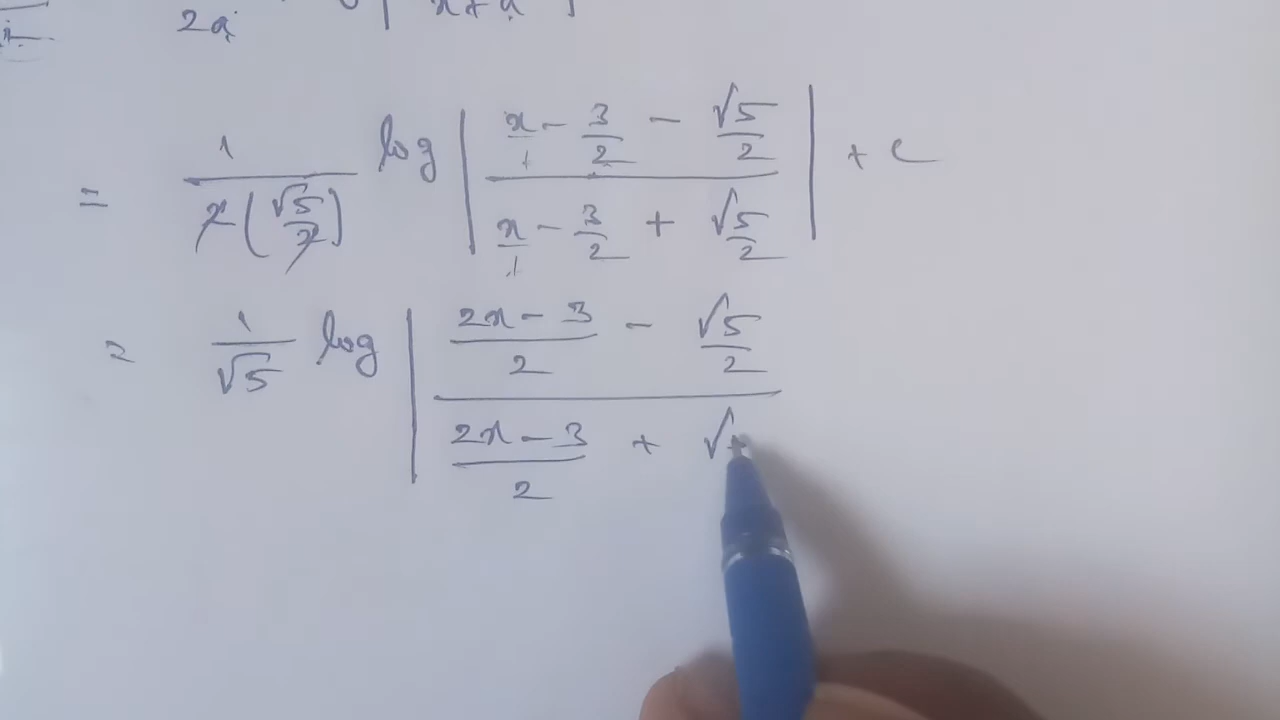 2a x+a
= 1/2(√5/2) log | (x/1 - 3/2 - √5/2)/(x/1 - 3/2 + √5/2) | + c
= 1/√5 log | ((2x-3)/2 - √5/2)/((2x-3)/2 + √